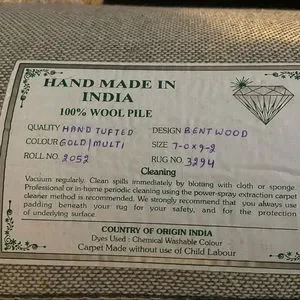 HAND MADE IN
INDIA
100% WOOL PILE
QUALITY HAND TUFTED DESIGN BENTWOOD
COLOUR GOLD/MULTI SIZE 7-0x9-2
ROLL NO. 2052 RUG NO. 3294
Cleaning
Vacuum regularly. Clean spills immediately by blotting with cloth or sponge.
Professional or in-home periodic cleaning using the power-spray extraction carpet
cleaner method is recommended. We strongly recommend that you always use
padding beneath your rug for your safety, and for the protection
of underlying surface.
COUNTRY OF ORIGIN INDIA
Dyes Used : Chemical Washable Colour
Carpet Made without use of Child Labour